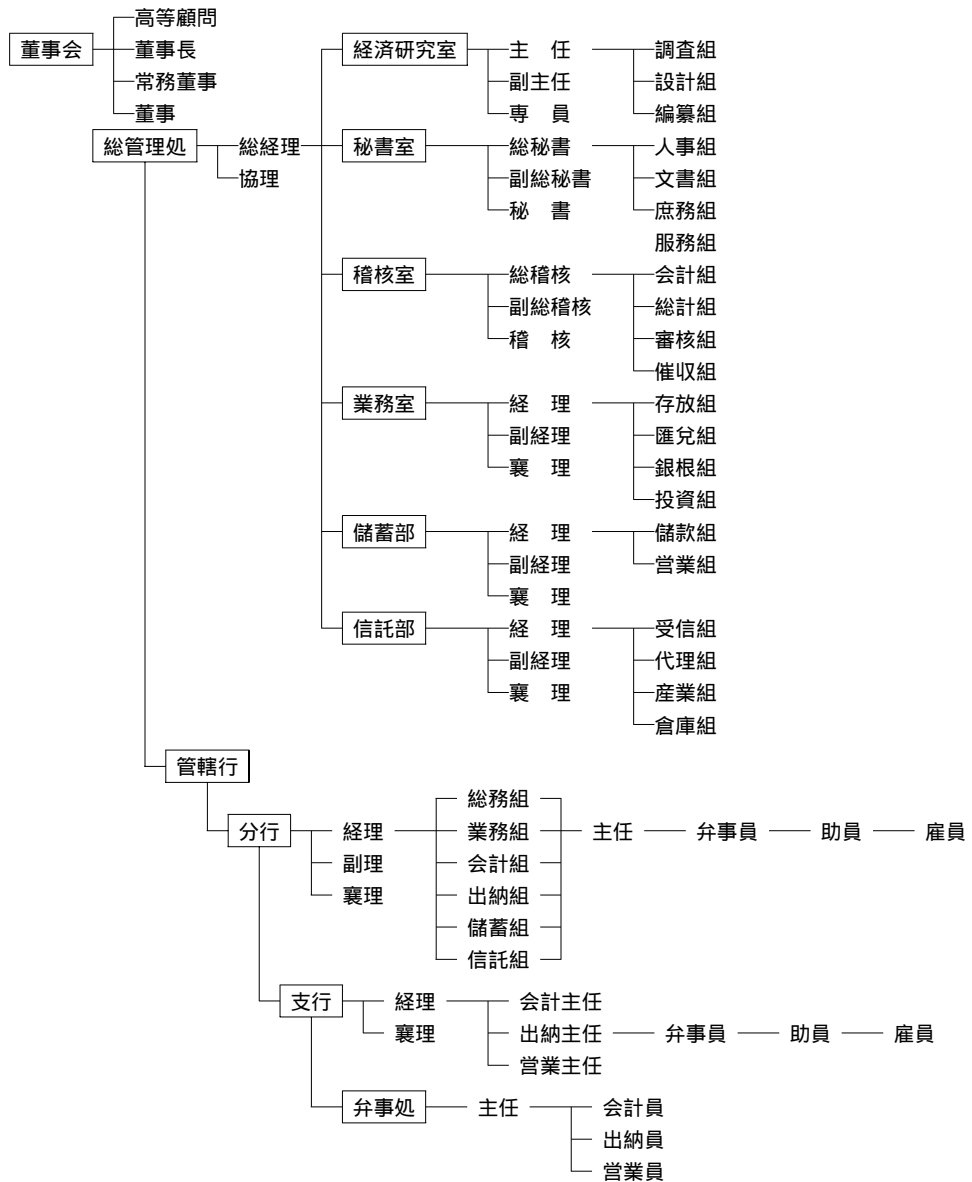 高等顧問
董事会 董事長
常務董事
董事
経済研究室 主 任 調査組
副主任 設計組
専 員 編纂組
総管理処 総経理 秘書室 総秘書 人事組
協理 副総秘書 文書組
秘 書 庶務組
服務組
稽核室 総稽核 会計組
副総稽核 総計組
稽 核 審核組
催収組
業務室 経 理 存放組
副経理 匯兌組
襄 理 銀根組
投資組
儲蓄部 経 理 儲款組
副経理 営業組
襄 理
信託部 経 理 受信組
副経理 代理組
襄 理 産業組
倉庫組
管轄行
総務組
分行 経理 業務組 主任 弁事員 助員 雇員
副理 会計組
襄理 出納組
儲蓄組
信託組
支行 経理 会計主任
襄理 出納主任 弁事員 助員 雇員
営業主任
弁事処 主任 会計員
出納員
営業員